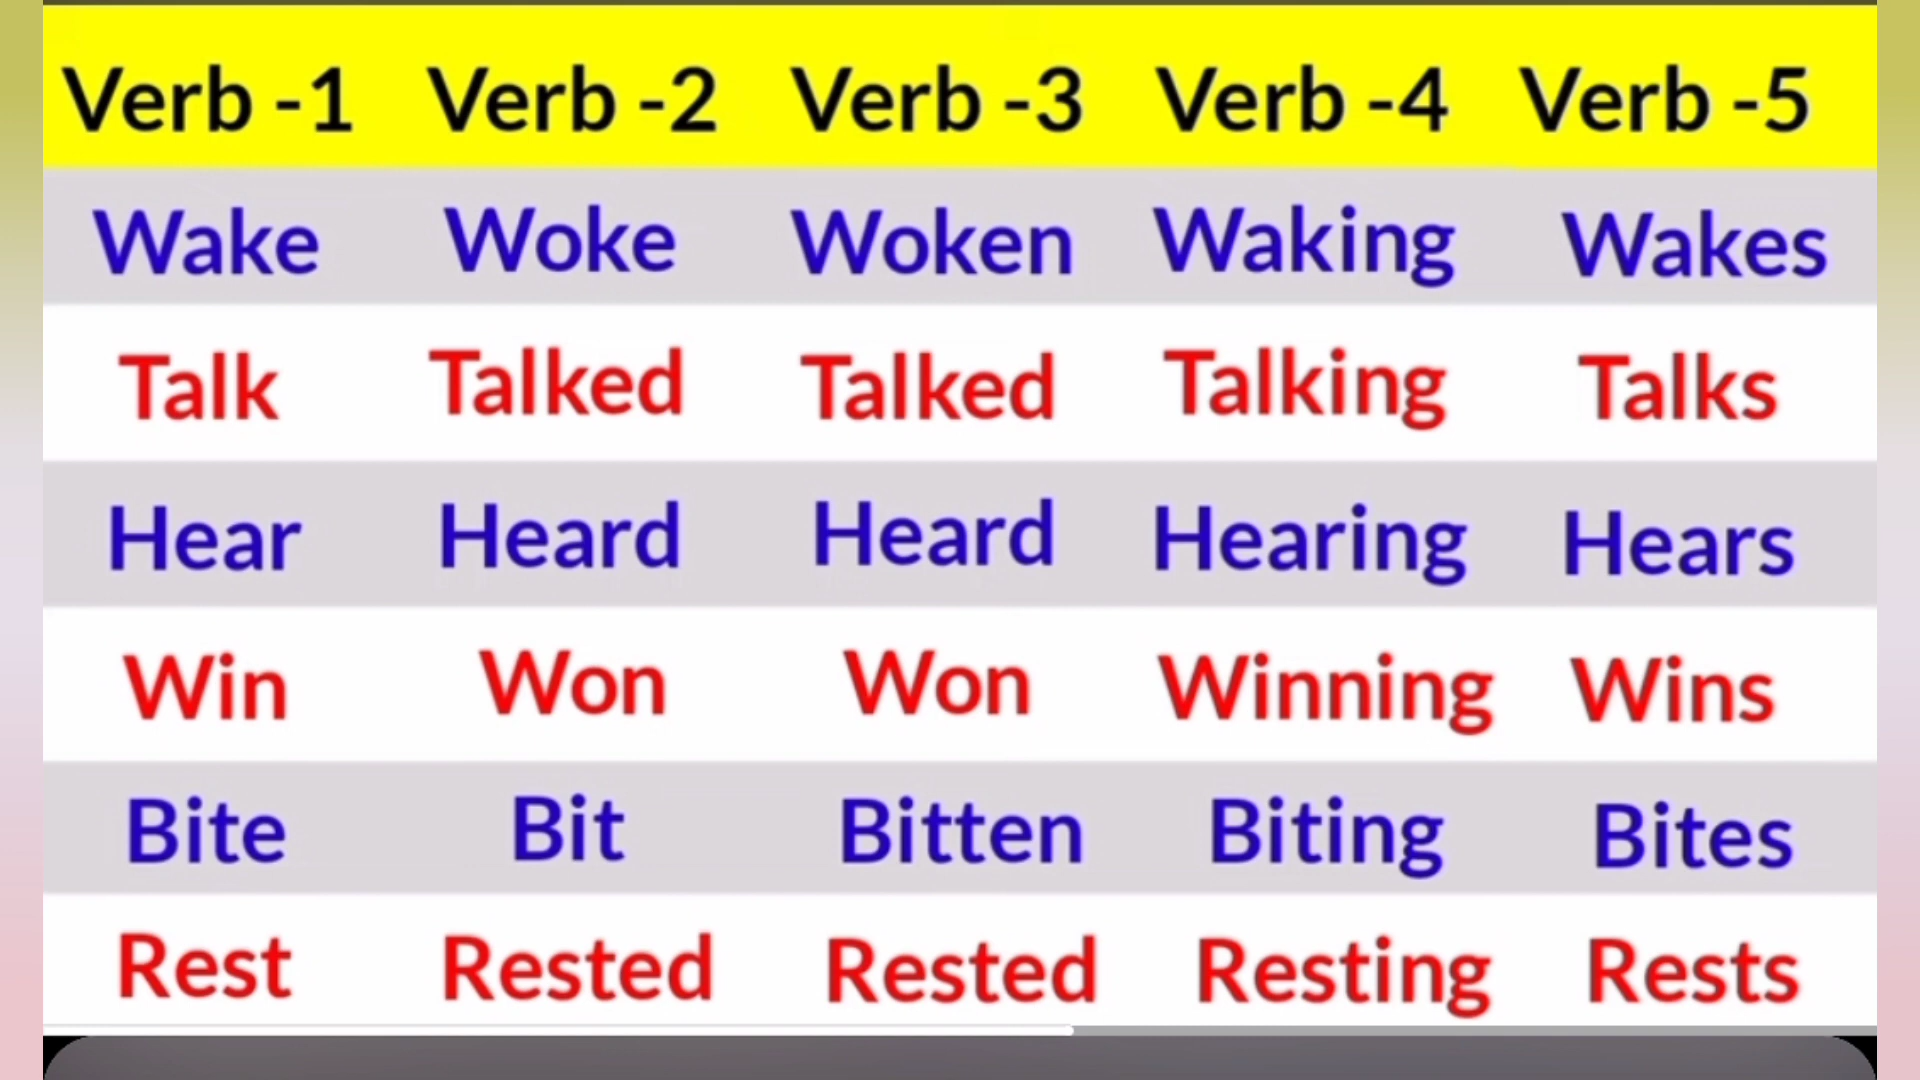 Verb -1 Verb -2 Verb -3 Verb -4 Verb -5
Wake Woke Woken Waking Wakes
Talk Talked Talked Talking Talks
Hear Heard Heard Hearing Hears
Win Won Won Winning Wins
Bite Bit Bitten Biting Bites
Rest Rested Rested Resting Rests